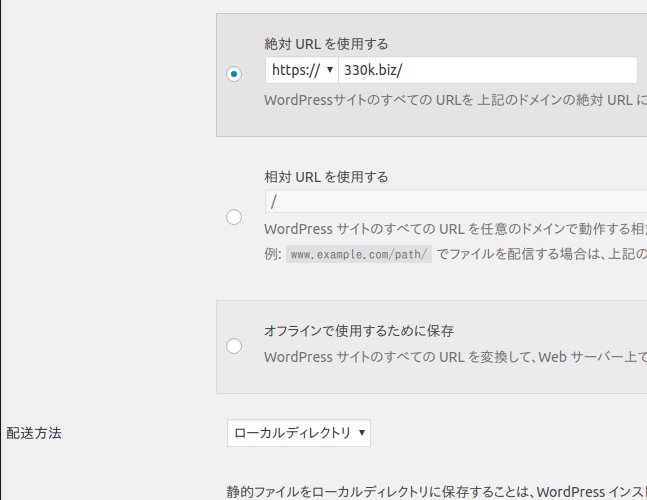 絶対 URL を使用する
https:// 330k.biz/
WordPressサイトのすべての URLを 上記のドメインの絶対 URL に
相対 URL を使用する
/
WordPress サイトのすべての URL を任意のドメインで動作する相
例: www.example.com/path/ でファイルを配信する場合は、上記の
オフラインで使用するために保存
WordPress サイトのすべての URL を変換して、Web サーバー上で
配送方法 ローカルディレクトリ
静的ファイルをローカルディレクトリに保存することは、WordPress インス